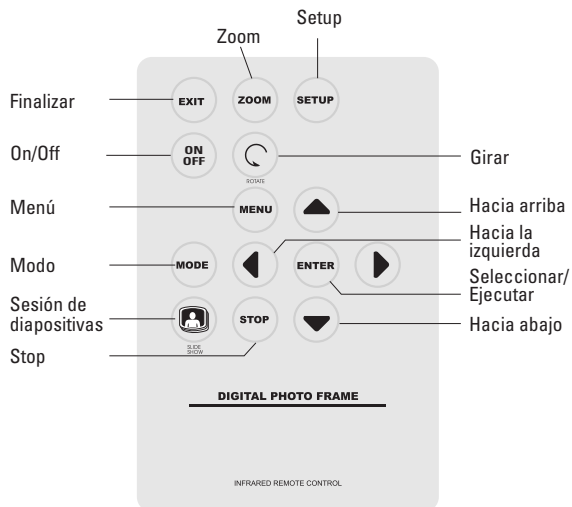 Setup
Zoom
Finalizar
EXIT
ZOOM
SETUP
On/Off
ON
OFF
ROTATE
Girar
Menú
MENU
Hacia arriba
Hacia la
izquierda
Modo
MODE
ENTER
Seleccionar/
Ejecutar
Sesión de
diapositivas
SLIDE
SHOW
STOP
Hacia abajo
Stop
DIGITAL PHOTO FRAME
INFRARED REMOTE CONTROL